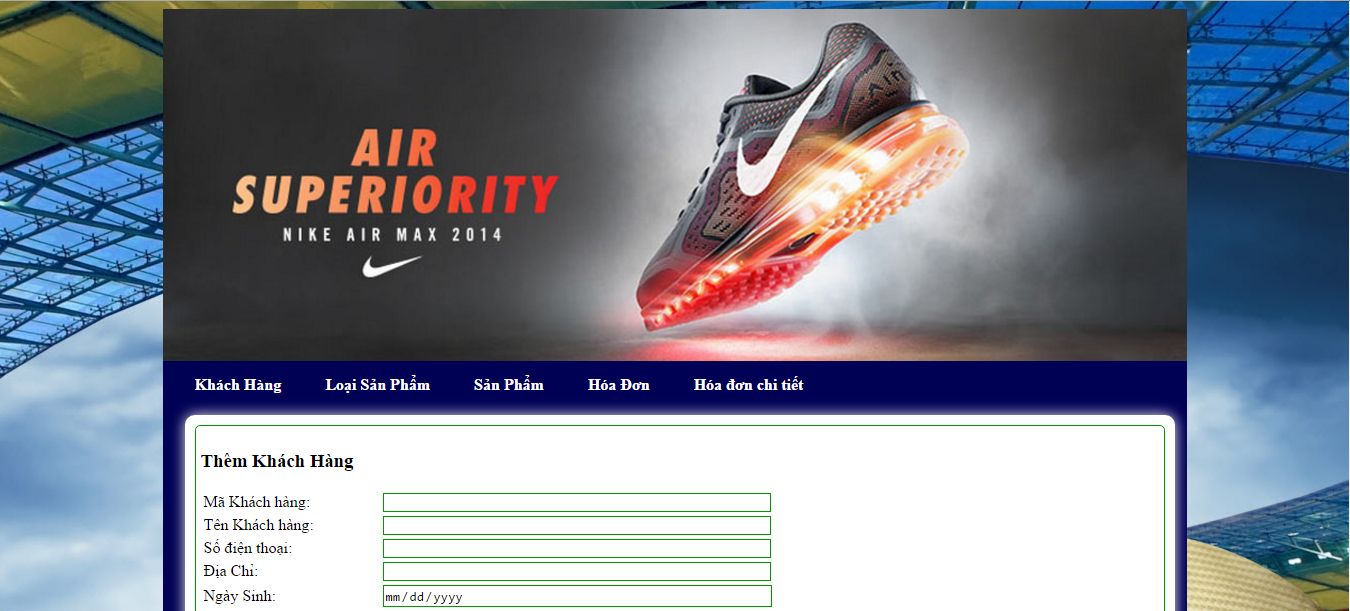 AIR
SUPERIORITY
NIKE AIR MAX 2014
Khách Hàng Loại Sản Phẩm Sản Phẩm Hóa Đơn Hóa đơn chi tiết
Thêm Khách Hàng
Mã Khách hàng:
Tên Khách hàng:
Số điện thoại:
Địa Chỉ:
Ngày Sinh: mm/dd/yyyy